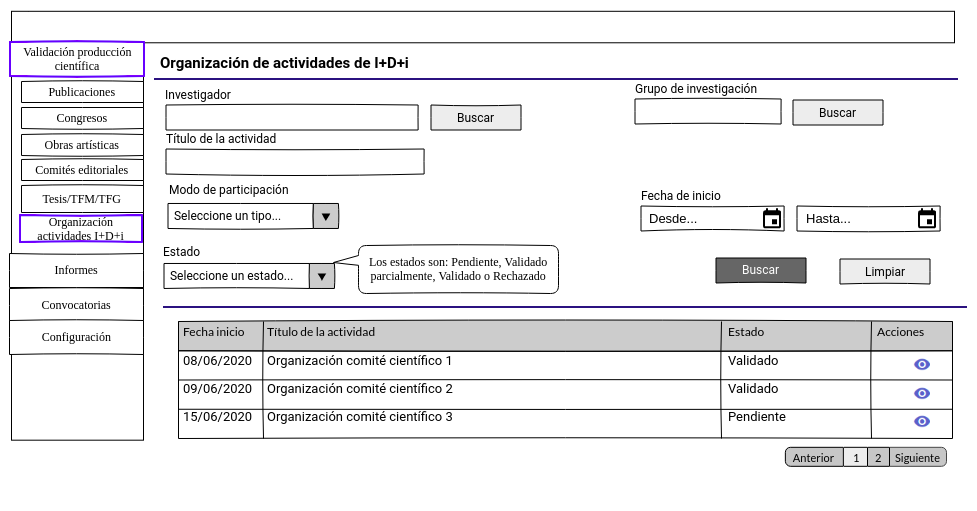 Validación producción
científica
Publicaciones
Congresos
Obras artísticas
Comités editoriales
Tesis/TFM/TFG
Organización
actividades I+D+i
Informes
Convocatorias
Configuración
Organización de actividades de I+D+i
Investigador
Buscar
Grupo de investigación
Buscar
Título de la actividad
Modo de participación
Seleccione un tipo...
Fecha de inicio
Desde...
Hasta...
Estado
Seleccione un estado...
Los estados son: Pendiente, Validado
parcialmente, Validado o Rechazado
Buscar
Limpiar
Fecha inicio Título de la actividad Estado Acciones
08/06/2020 Organización comité científico 1 Validado
09/06/2020 Organización comité científico 2 Validado
15/06/2020 Organización comité científico 3 Pendiente
Anterior 1 2 Siguiente